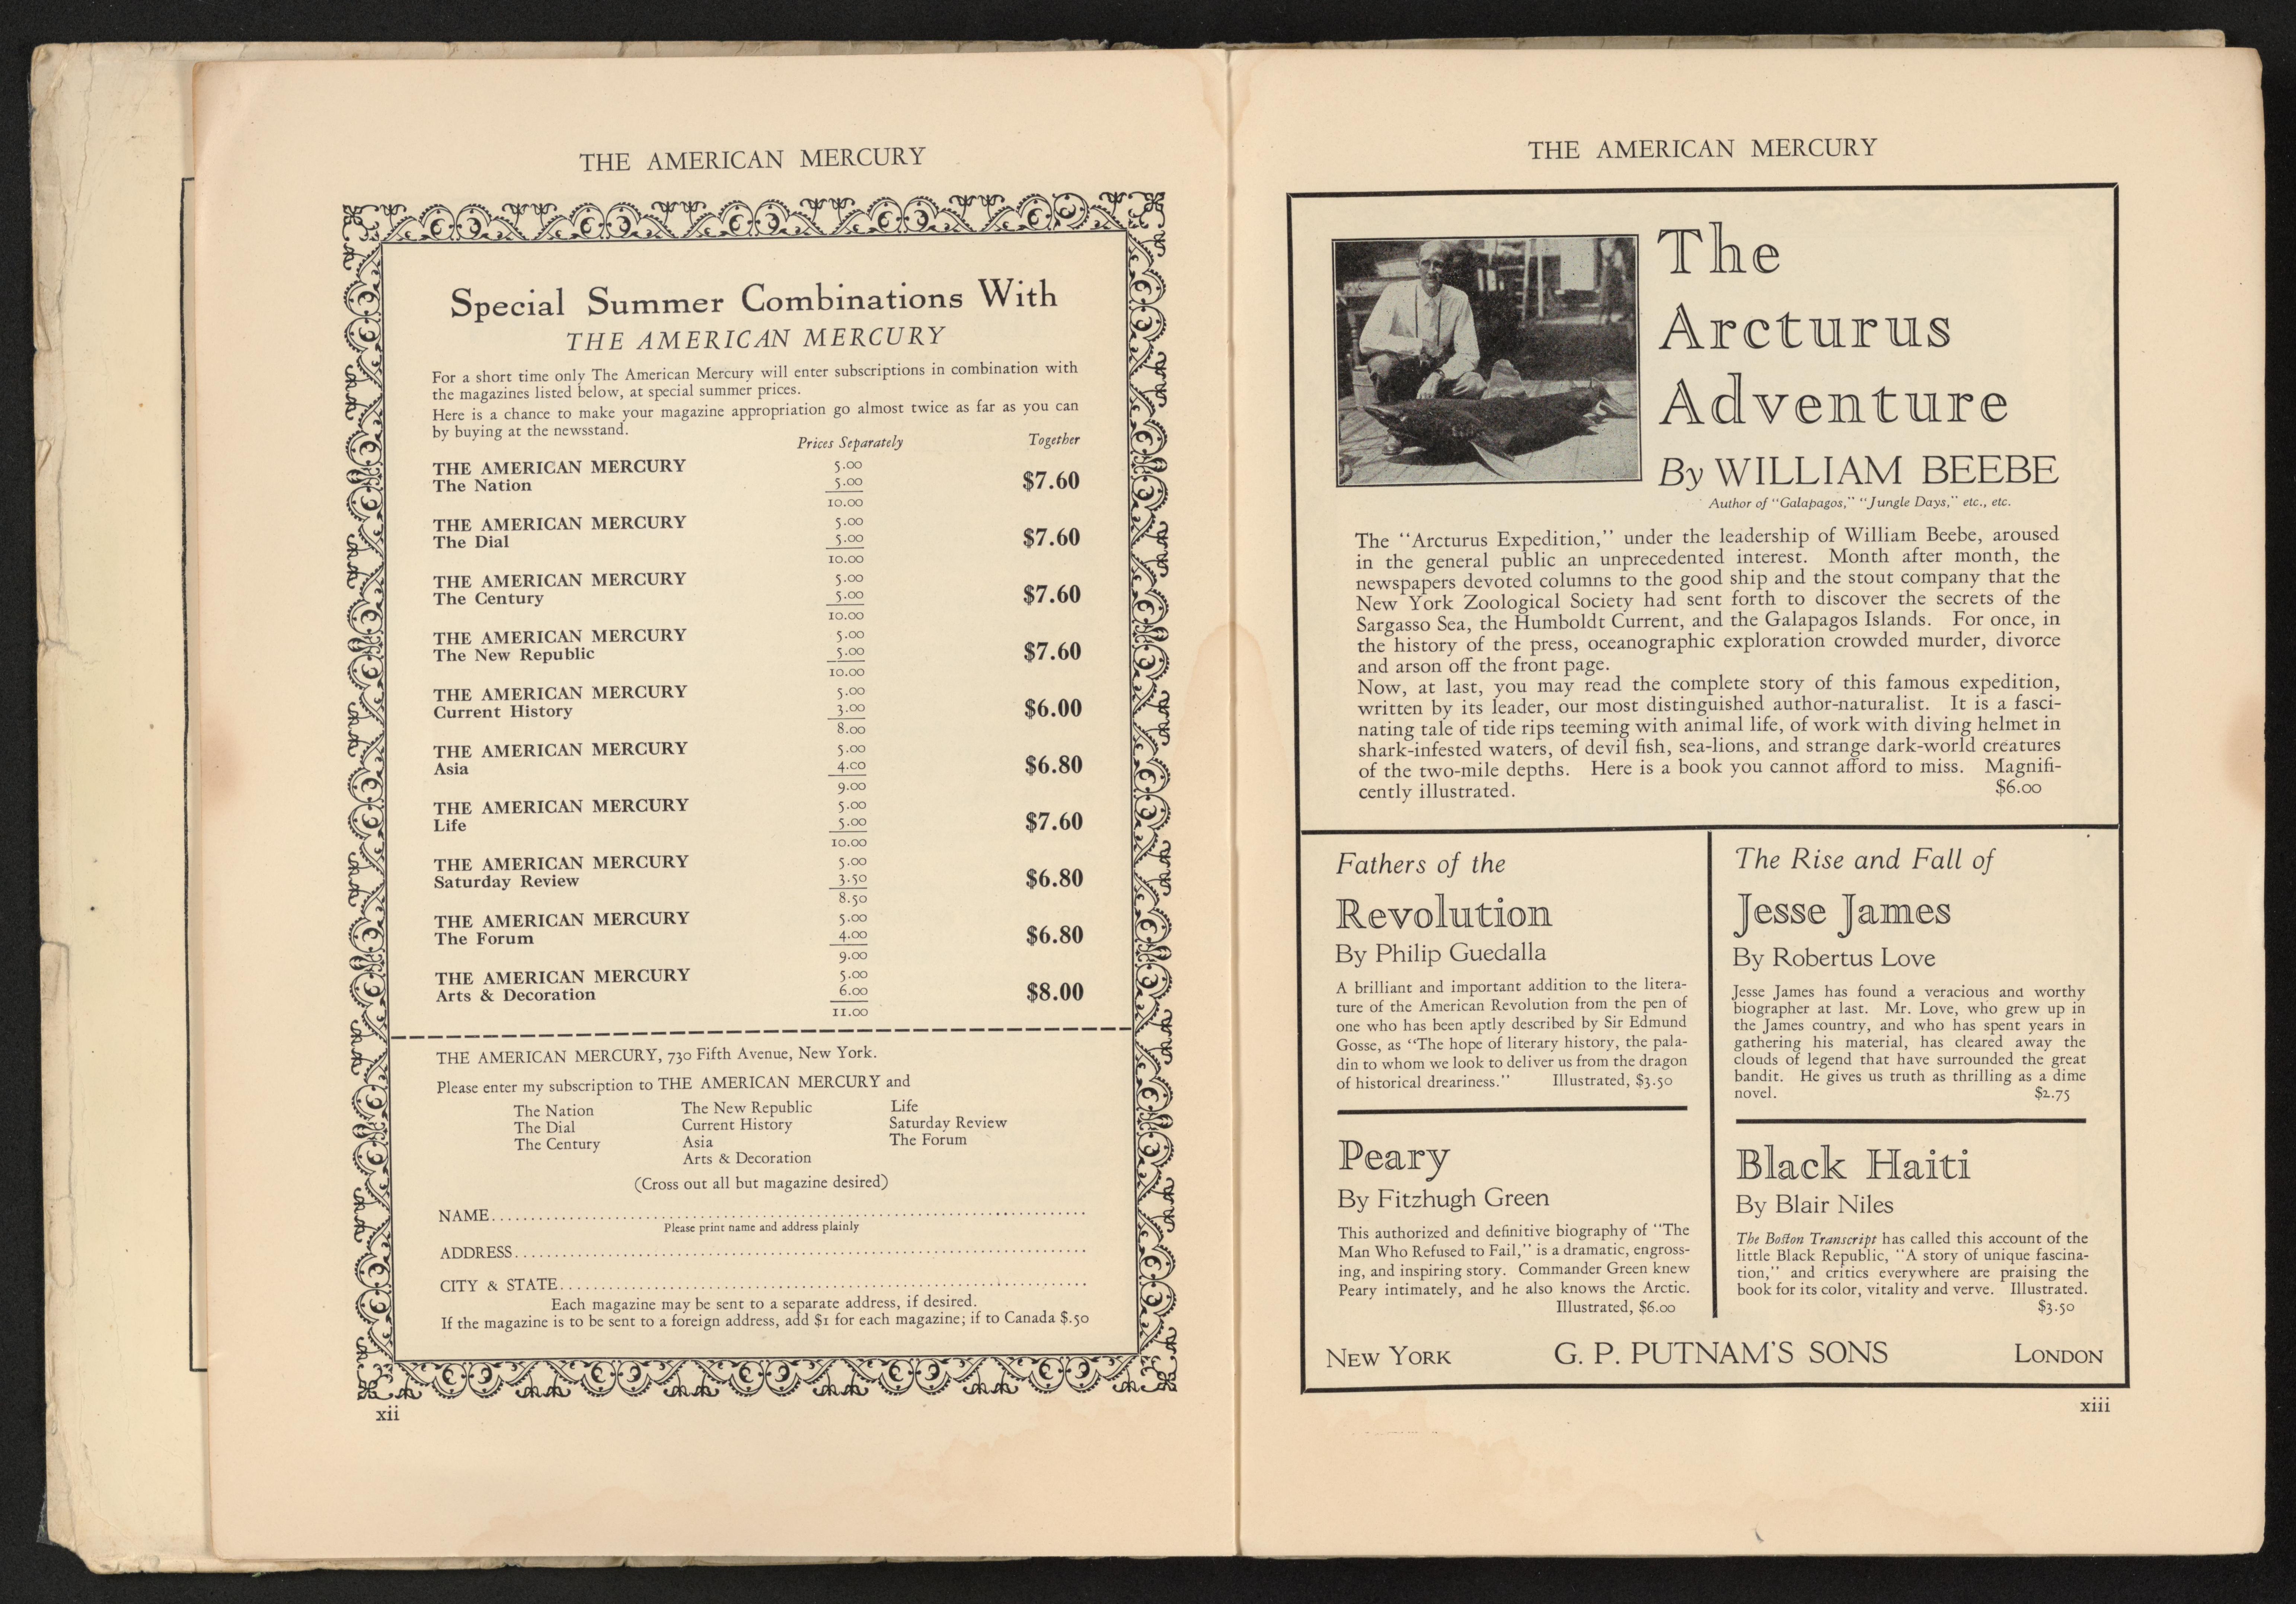 THE AMERICAN MERCURY
Special Summer Combinations With
THE AMERICAN MERCURY
For a short time only The American Mercury will enter subscriptions in combination with
the magazines listed below, at special summer prices.
Here is a chance to make your magazine appropriation go almost twice as far as you can
by buying at the newsstand.
Prices Separately Together
THE AMERICAN MERCURY 5.00
The Nation 5.00 $7.60
10.00
THE AMERICAN MERCURY 5.00
The Dial 5.00 $7.60
10.00
THE AMERICAN MERCURY 5.00
The Century 5.00 $7.60
10.00
THE AMERICAN MERCURY 5.00
The New Republic 5.00 $7.60
10.00
THE AMERICAN MERCURY 5.00
Current History 3.00 $6.00
8.00
THE AMERICAN MERCURY 5.00
Asia 4.00 $6.80
9.00
THE AMERICAN MERCURY 5.00
Life 5.00 $7.60
10.00
THE AMERICAN MERCURY 5.00
Saturday Review 3.50 $6.80
8.50
THE AMERICAN MERCURY 5.00
The Forum 4.00 $6.80
9.00
THE AMERICAN MERCURY 5.00
Arts & Decoration 6.00 $8.00
11.00
THE AMERICAN MERCURY, 730 Fifth Avenue, New York.
Please enter my subscription to THE AMERICAN MERCURY and
The Nation The New Republic Life
The Dial Current History Saturday Review
The Century Asia The Forum
Arts & Decoration
(Cross out all but magazine desired)
NAME
Please print name and address plainly
ADDRESS
CITY & STATE
Each magazine may be sent to a separate address, if desired.
If the magazine is to be sent to a foreign address, add $1 for each magazine; if to Canada $.50
xii
THE AMERICAN MERCURY
The
Arcturus
Adventure
By WILLIAM BEEBE
Author of "Galapagos," "Jungle Days," etc., etc.
The "Arcturus Expedition," under the leadership of William Beebe, aroused
in the general public an unprecedented interest. Month after month, the
newspapers devoted columns to the good ship and the stout company that the
New York Zoological Society had sent forth to discover the secrets of the
Sargasso Sea, the Humboldt Current, and the Galapagos Islands. For once, in
the history of the press, oceanographic exploration crowded murder, divorce
and arson off the front page.
Now, at last, you may read the complete story of this famous expedition,
written by its leader, our most distinguished author-naturalist. It is a fasci-
nating tale of tide rips teeming with animal life, of work with diving helmet in
shark-infested waters, of devil fish, sea-lions, and strange dark-world creatures
of the two-mile depths. Here is a book you cannot afford to miss. Magnifi-
cently illustrated. $6.00
Fathers of the
Revolution
By Philip Guedalla
A brilliant and important addition to the litera-
ture of the American Revolution from the pen of
one who has been aptly described by Sir Edmund
Gosse, as "The hope of literary history, the pala-
din to whom we look to deliver us from the dragon
of historical dreariness." Illustrated, $3.50
Peary
By Fitzhugh Green
This authorized and definitive biography of "The
Man Who Refused to Fail," is a dramatic, engross-
ing, and inspiring story. Commander Green knew
Peary intimately, and he also knows the Arctic.
Illustrated, $6.00
The Rise and Fall of
Jesse James
By Robertus Love
Jesse James has found a veracious and worthy
biographer at last. Mr. Love, who grew up in
the James country, and who has spent years in
gathering his material, has cleared away the
clouds of legend that have surrounded the great
bandit. He gives us truth as thrilling as a dime
novel. $2.75
Black Haiti
By Blair Niles
The Boston Transcript has called this account of the
little Black Republic, "A story of unique fascina-
tion," and critics everywhere are praising the
book for its color, vitality and verve. Illustrated.
$3.50
NEW YORK G. P. PUTNAM'S SONS LONDON
xiii